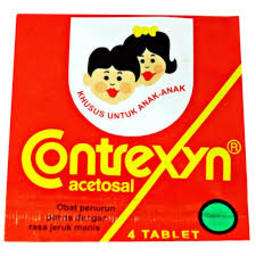 KHUSUS UNTUK ANAK-ANAK
Contrexyn®
acetosal
Obat penurun
panas dengan
rasa jeruk manis
4 TABLET